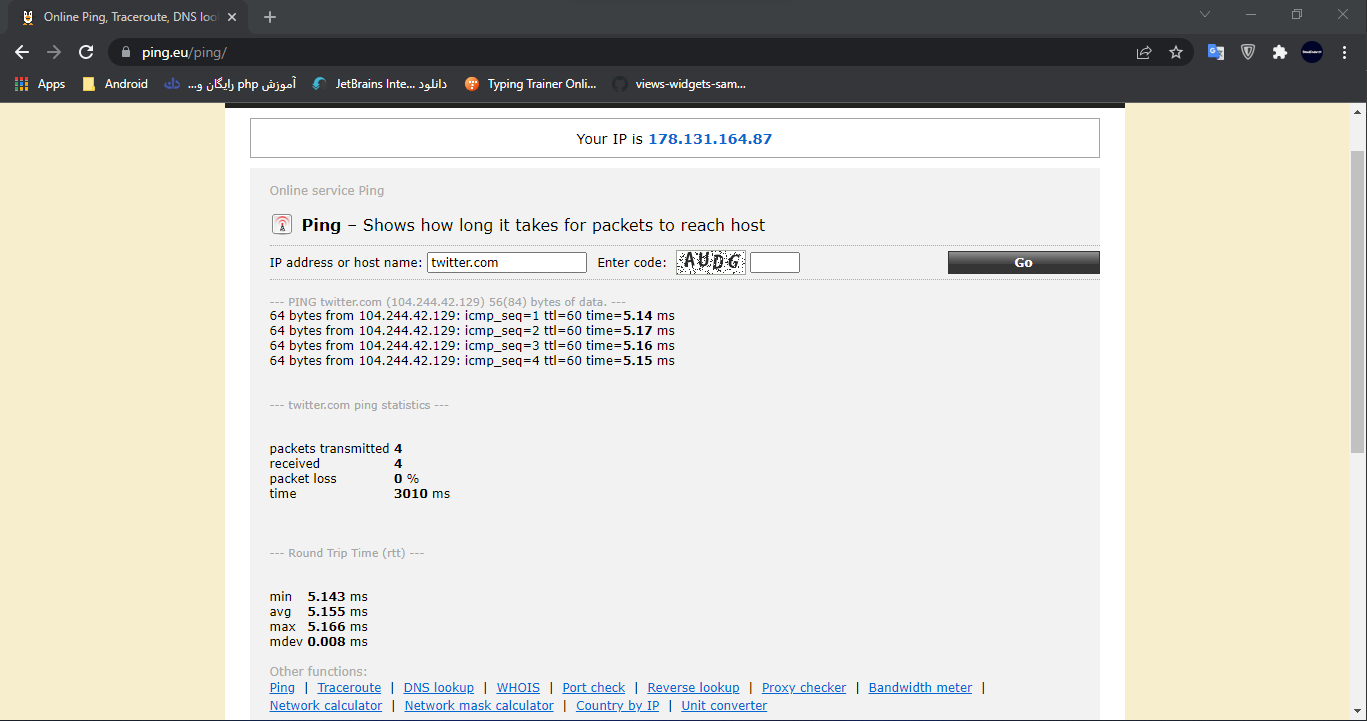 Online Ping, Traceroute, DNS loo
ping.eu/ping/
Apps
Android
آموزش php رایگان و...
JetBrains Inte... دانلود
Typing Trainer Onli...
views-widgets-sam...
Your IP is 178.131.164.87
Online service Ping
Ping – Shows how long it takes for packets to reach host
IP address or host name: twitter.com Enter code: AUDG Go
--- PING twitter.com (104.244.42.129) 56(84) bytes of data. ---
64 bytes from 104.244.42.129: icmp_seq=1 ttl=60 time=5.14 ms
64 bytes from 104.244.42.129: icmp_seq=2 ttl=60 time=5.17 ms
64 bytes from 104.244.42.129: icmp_seq=3 ttl=60 time=5.16 ms
64 bytes from 104.244.42.129: icmp_seq=4 ttl=60 time=5.15 ms
--- twitter.com ping statistics ---
packets transmitted 4
received 4
packet loss 0 %
time 3010 ms
--- Round Trip Time (rtt) ---
min 5.143 ms
avg 5.155 ms
max 5.166 ms
mdev 0.008 ms
Other functions:
Ping | Traceroute | DNS lookup | WHOIS | Port check | Reverse lookup | Proxy checker | Bandwidth meter |
Network calculator | Network mask calculator | Country by IP | Unit converter